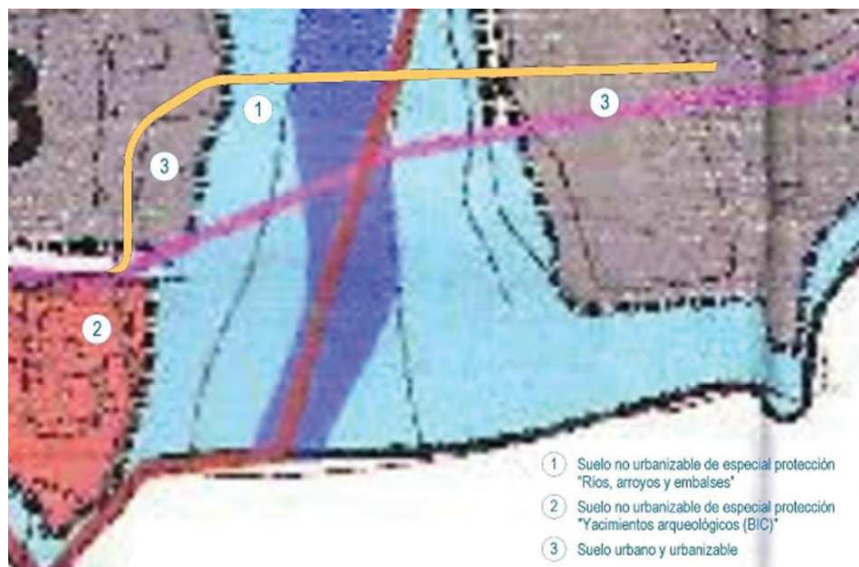 3
1
3
3
2
1 Suelo no urbanizable de especial protección
"Ríos, arroyos y embalses"
2 Suelo no urbanizable de especial protección
"Yacimientos arqueológicos (BIC)"
3 Suelo urbano y urbanizable